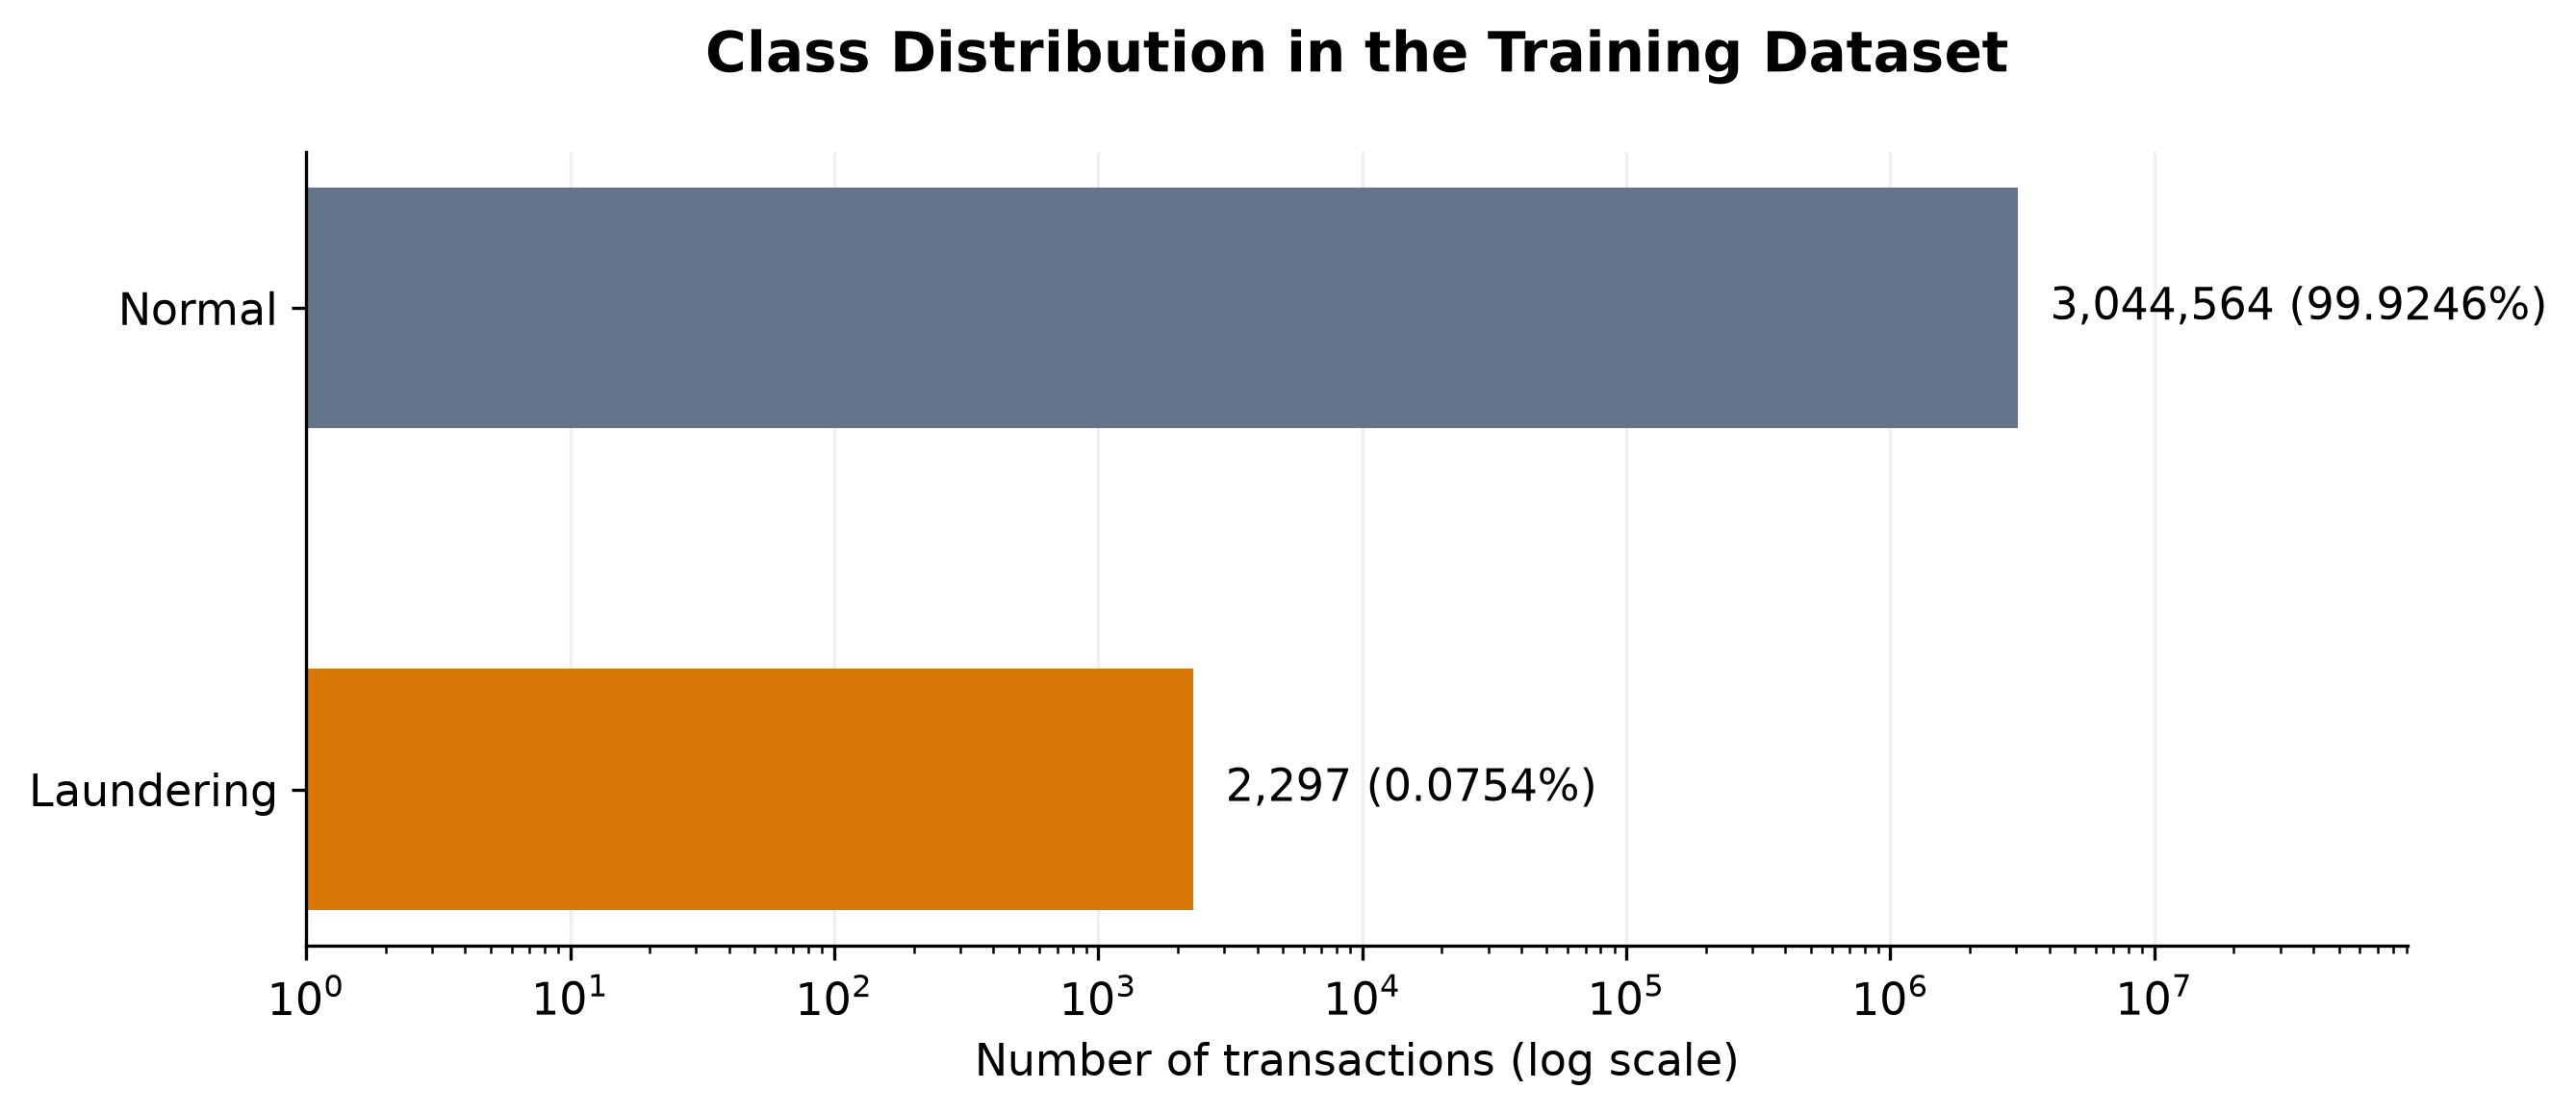 Class Distribution in the Training Dataset
Normal
3,044,564 (99.9246%)
Laundering
2,297 (0.0754%)
10⁰ 10¹ 10² 10³ 10⁴ 10⁵ 10⁶ 10⁷
Number of transactions (log scale)